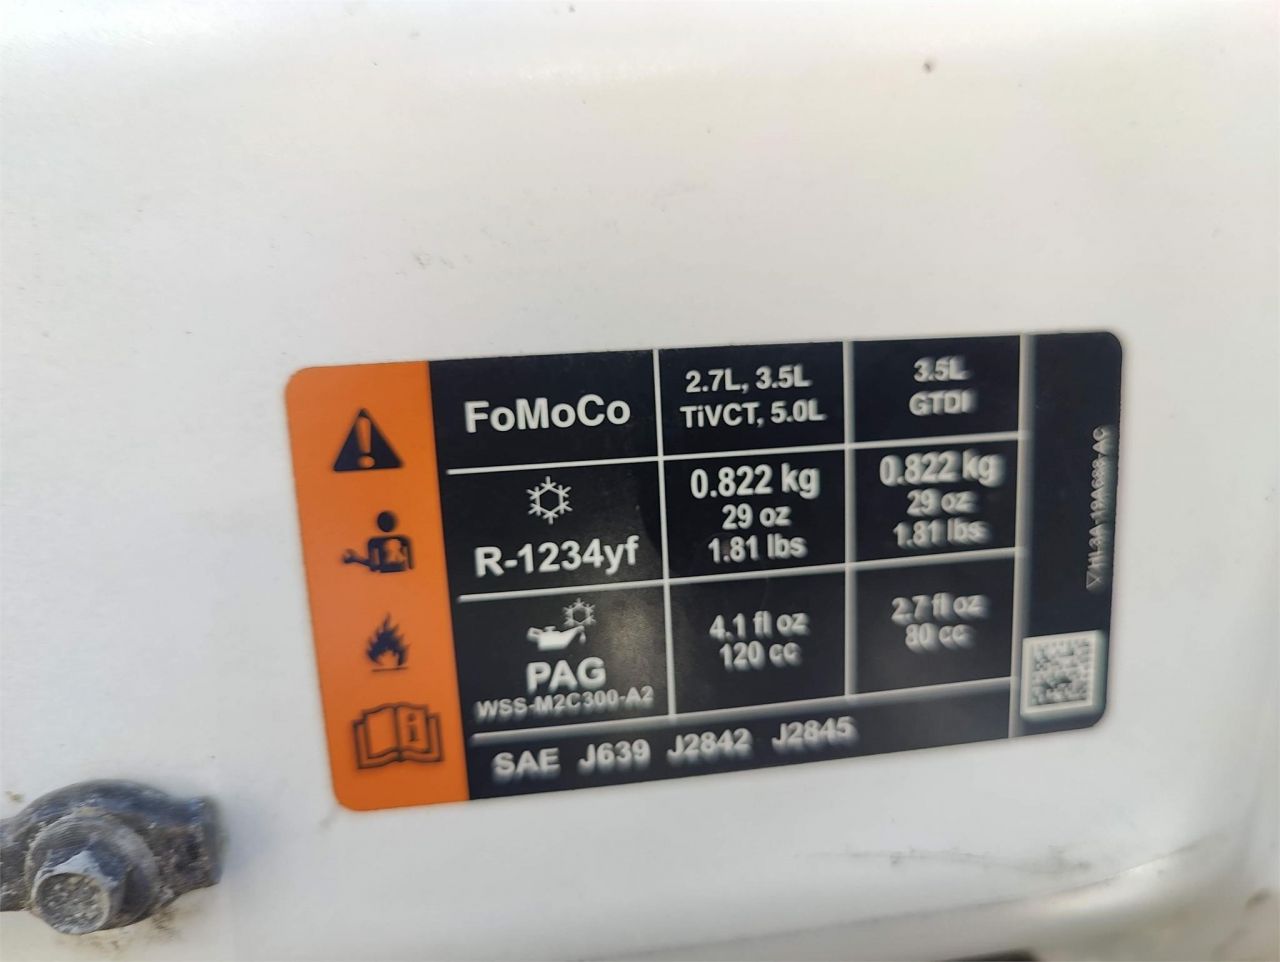 FoMoCo
2.7L, 3.5L
TiVCT, 5.0L
3.5L
GTDI
R-1234yf
0.822 kg
29 oz
1.81 lbs
0.822 kg
29 oz
1.81 lbs
PAG
WSS-M2C300-A2
4.1 fl oz
120 cc
2.7 fl oz
80 cc
SAE J639 J2842 J2845